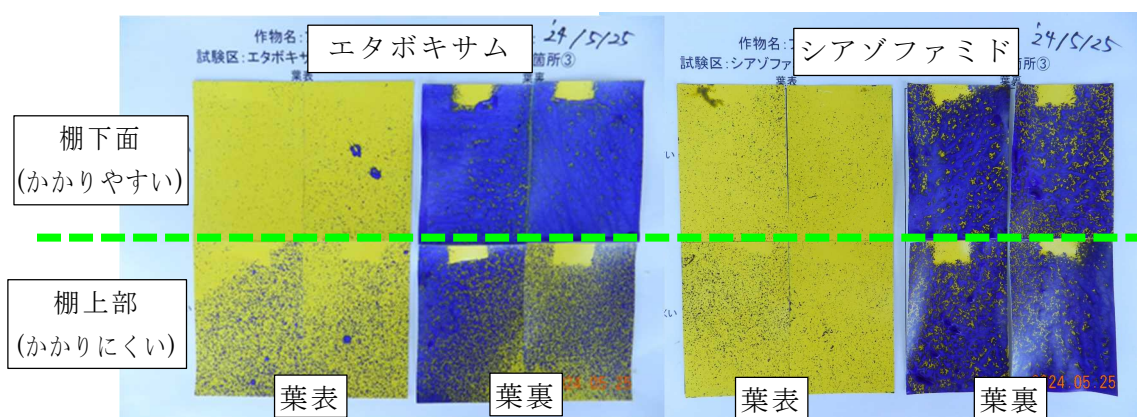 作物名:
'24/5/25
試験区:エタボキサ
箇所③
エタボキサム
葉表
葉裏
作物名:
'24/5/25
試験区:シアゾファ
箇所③
シアゾファミド
葉表
葉裏
棚下面
(かかりやすい)
い
棚上部
(かかりにくい)
くい
葉表
葉裏
葉表
葉裏
2024.05.25